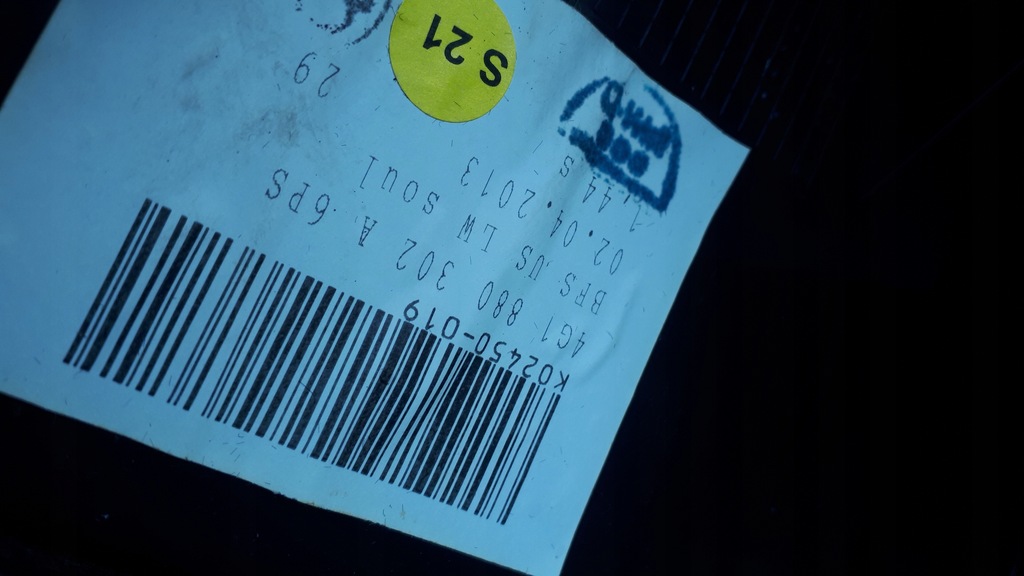 K02450-019
4G1 880 302 A 6PS
BFS.US LW soul
02.04.2013
1.44 S
29
S 21